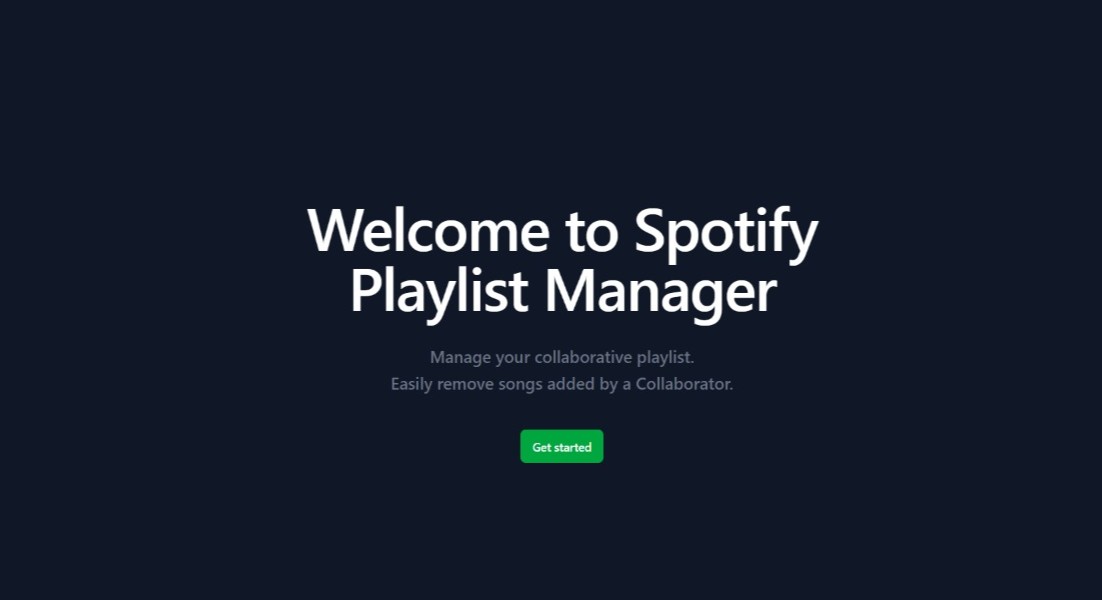 Welcome to Spotify
Playlist Manager
Manage your collaborative playlist.
Easily remove songs added by a Collaborator.
Get started